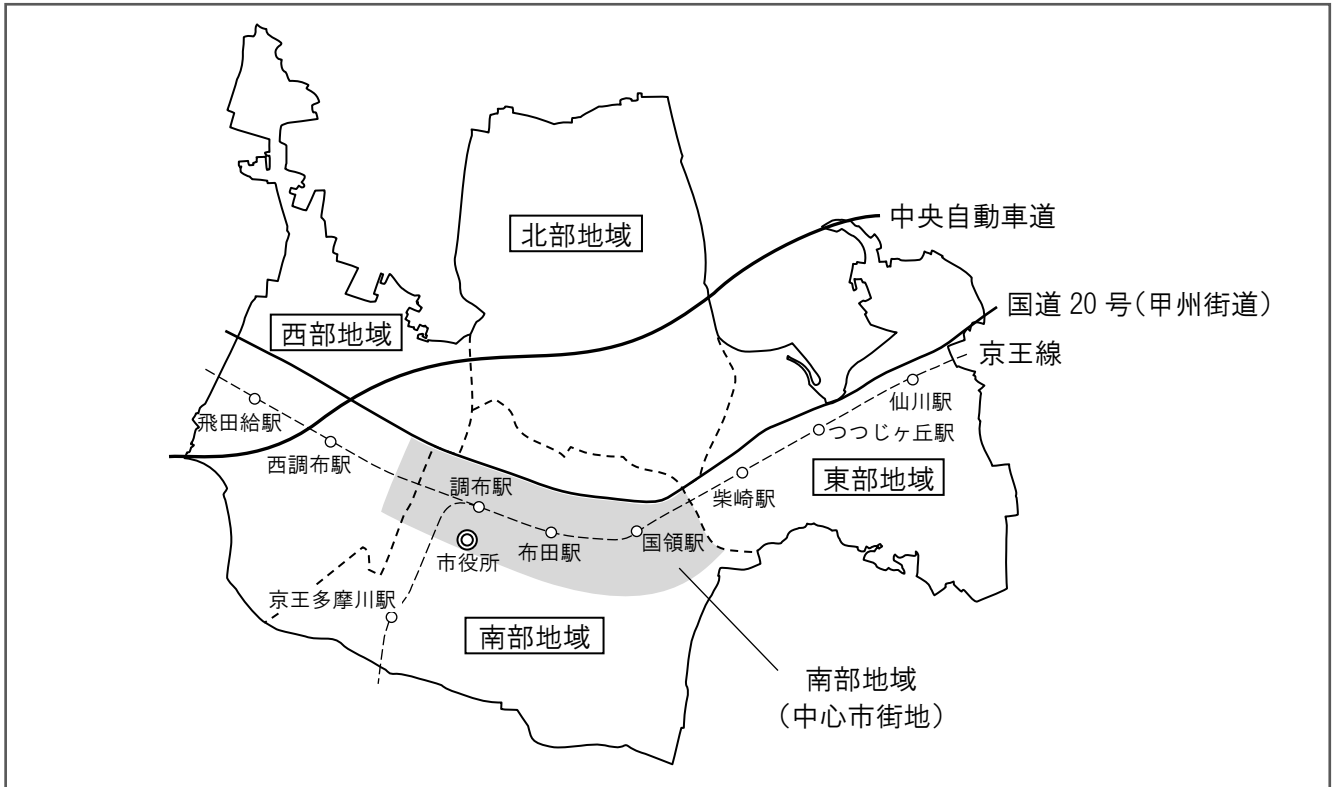 中央自動車道
北部地域
国道 20 号(甲州街道)
西部地域
京王線
仙川駅
飛田給駅
つつじヶ丘駅
西調布駅
東部地域
調布駅
柴崎駅
国領駅
布田駅
市役所
京王多摩川駅
南部地域
南部地域
(中心市街地)